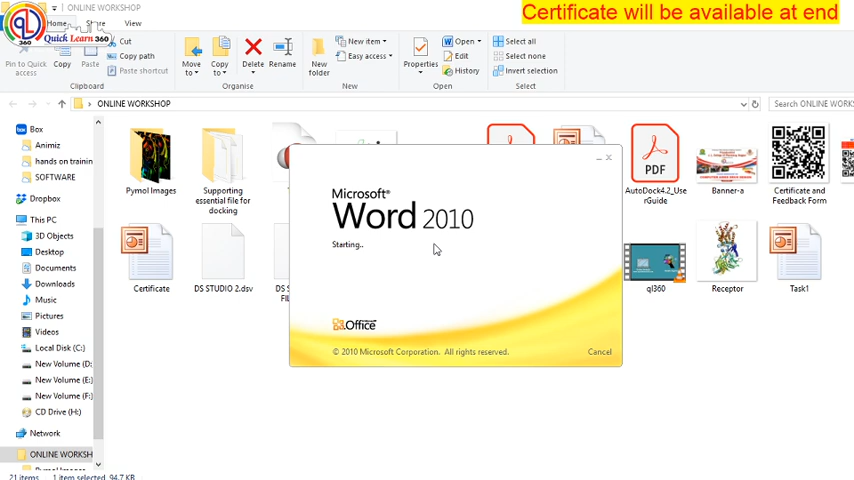 Certificate will be available at end
ONLINE WORKSHOP
Home Share View
QL
360
Quick Learn 360
Pin to Quick
access
Copy
Cut
Copy path
Paste shortcut
Move
to
Copy
to
Delete
Rename
Organise
New
folder
New item
Easy access
New
Properties
Open
Edit
History
Open
Select all
Select none
Invert selection
Select
ONLINE WORKSHOP
Search ONLINE WORKS
Box
Animiz
hands on trainin
SOFTWARE
Dropbox
This PC
3D Objects
Desktop
Documents
Downloads
Music
Pictures
Videos
Local Disk (C:)
New Volume (D:
New Volume (E:)
New Volume (F:)
CD Drive (H:)
Network
ONLINE WORKSH
Pymol Images
Pymol Images
Supporting
essential file for
docking
PDF
AutoDock4.2_Use
rGuide
Banner-a
Certificate and
Feedback Form
Certificate
DS STUDIO 2.dsv
ql360
Receptor
Task1
Microsoft®
Word 2010
Starting..
Office
© 2010 Microsoft Corporation. All rights reserved.
Cancel
21 items 1 item selected 94.7 KB